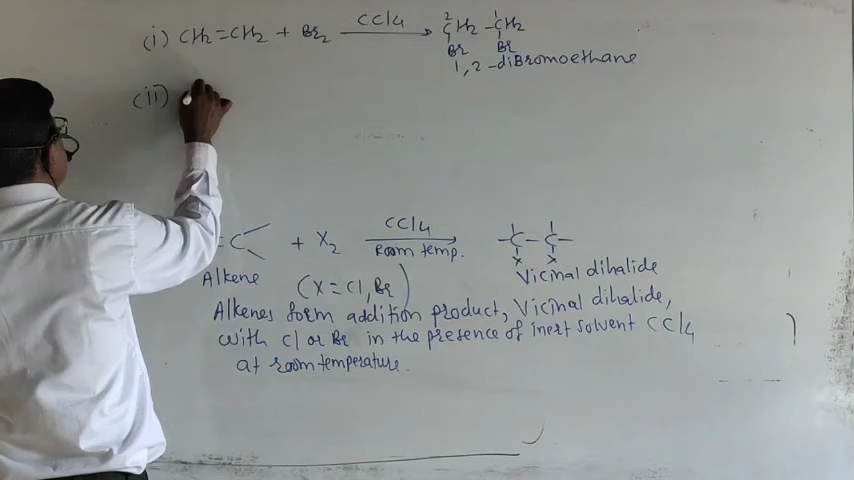 (i) CH2=CH2 + Br2 CCl4 → ²CH2 – ¹CH2
Br Br
1,2-diBromoethane
(ii)
=C + X2 CCl4 → – C – C –
Room temp. X X
Alkene (X=Cl, Br) Vicinal dihalide
Alkenes form addition product, Vicinal dihalide,
with Cl or Br in the presence of inert solvent CCl4
at room temperature.